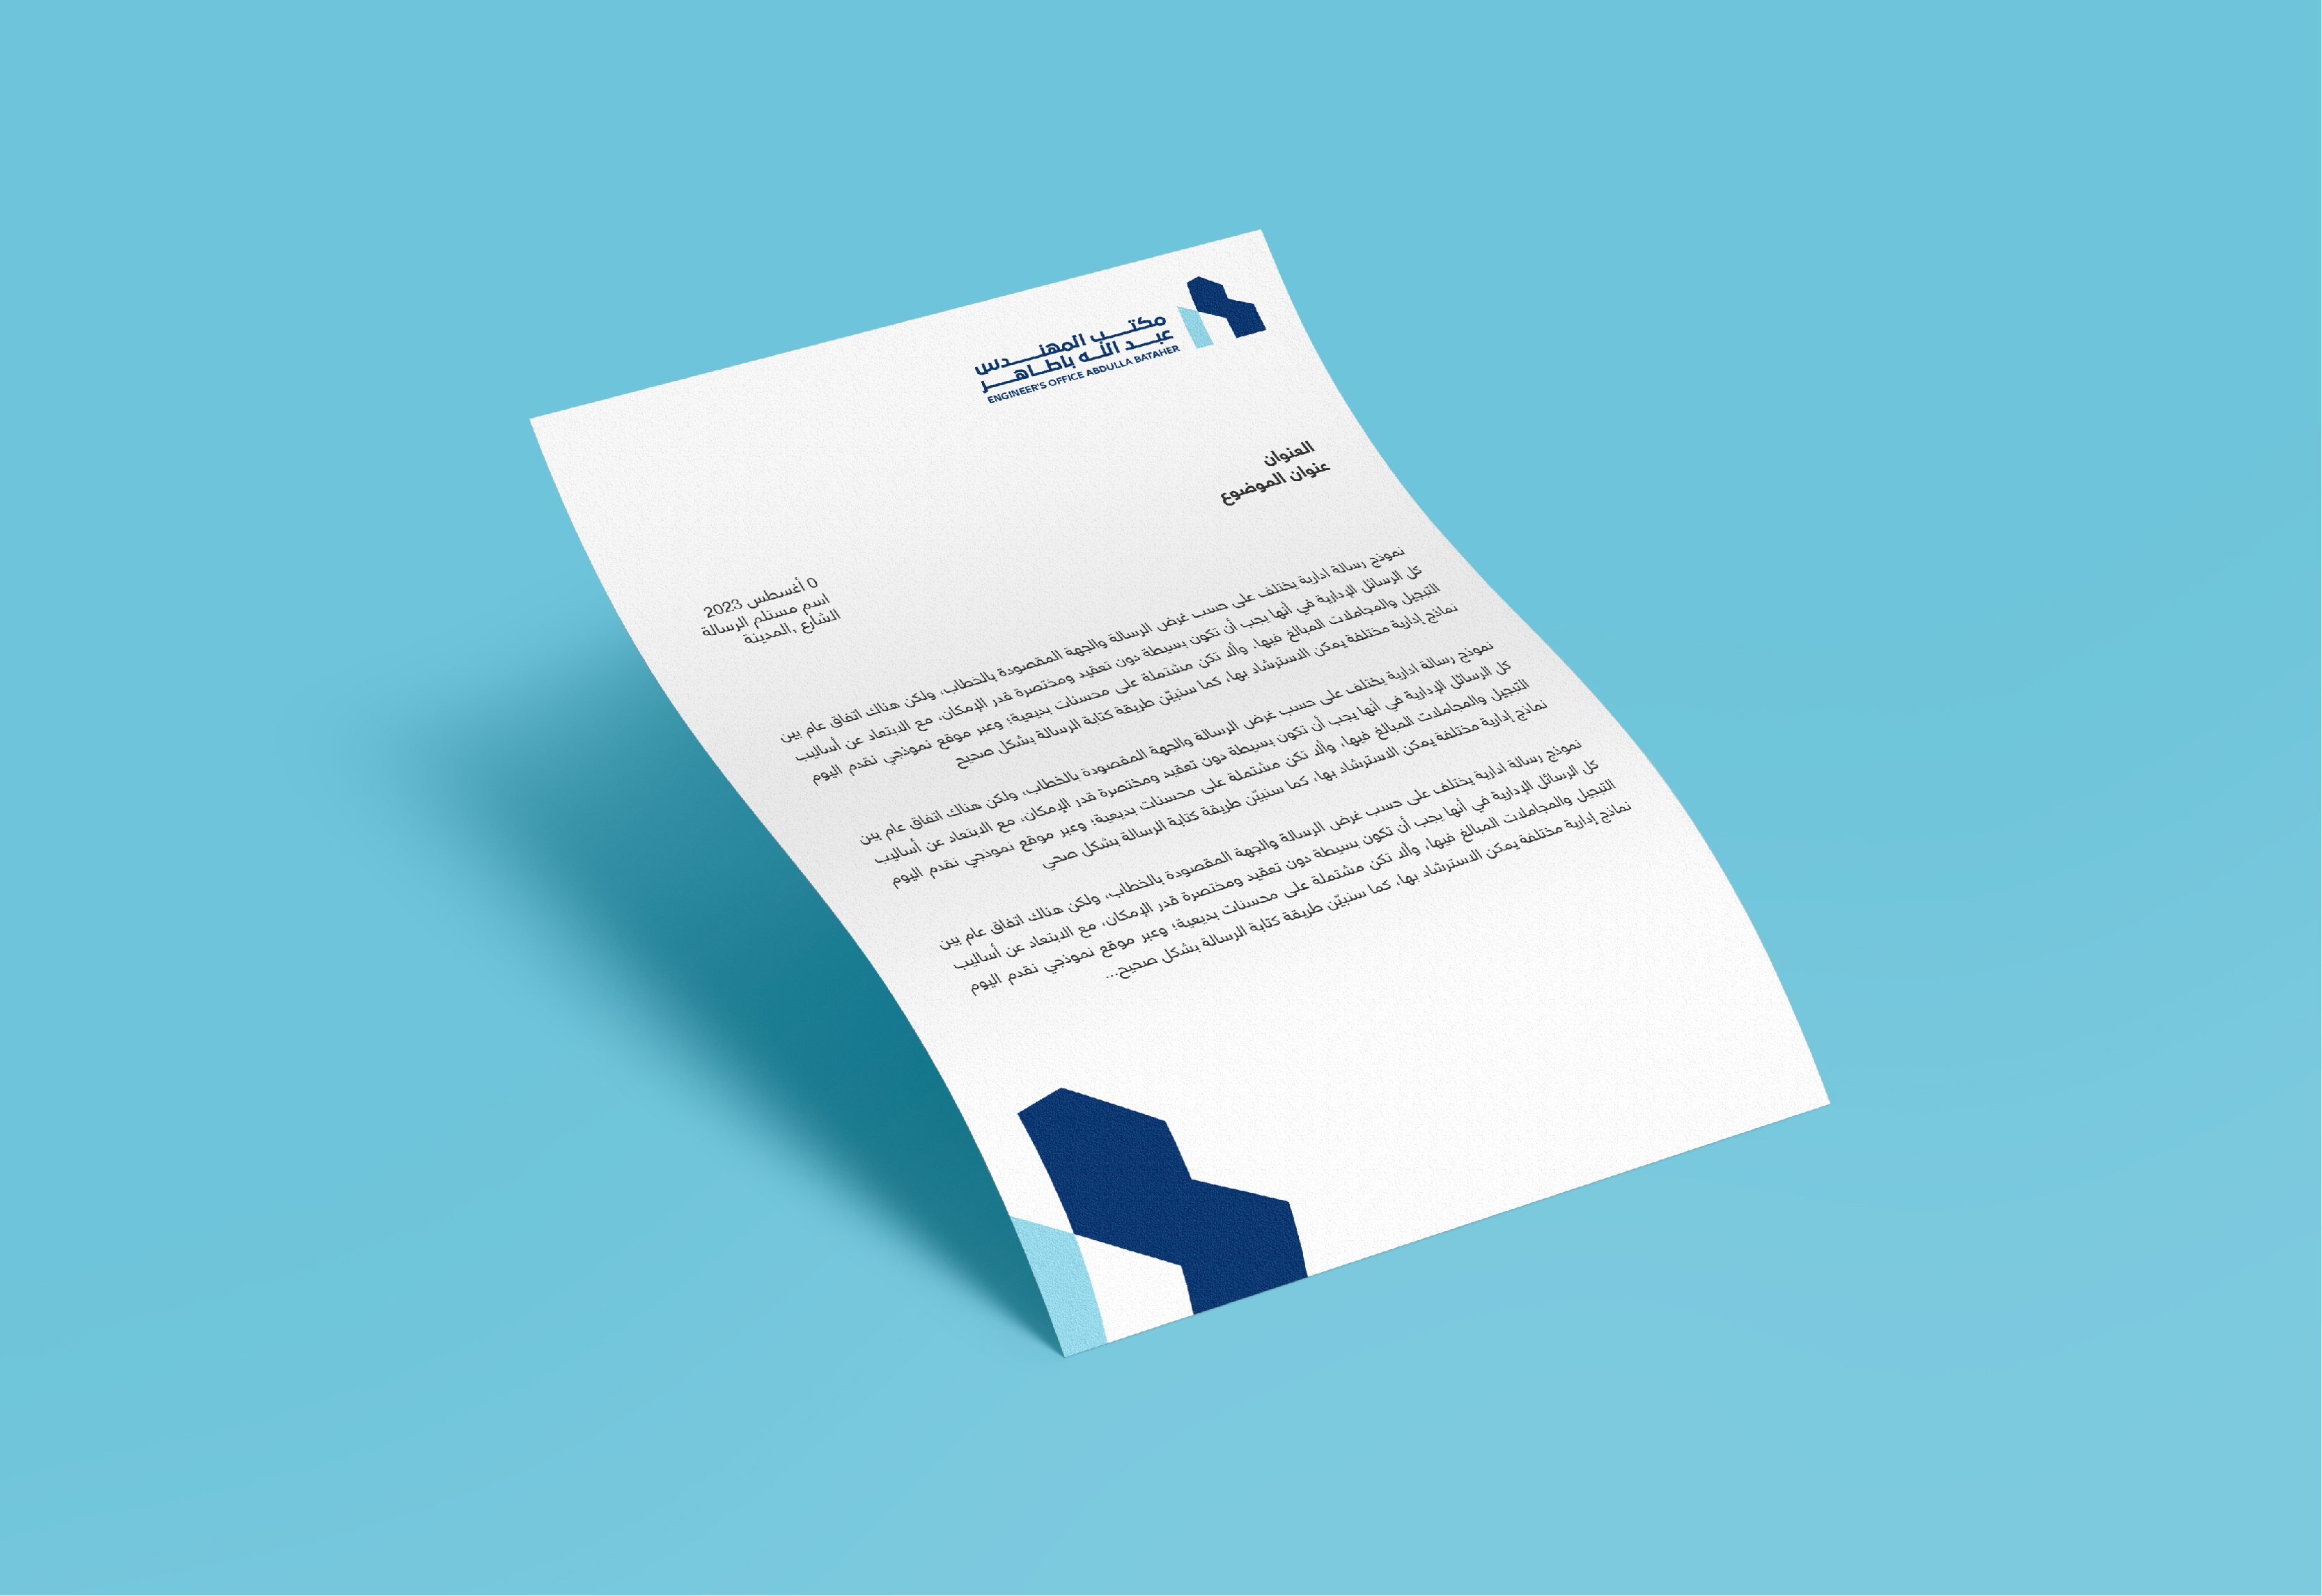 مكتب المهندس
عبد الله باطاهر
ENGINEER'S OFFICE ABDULLA BATAHER
العنوان
عنوان الموضوع
0 أغسطس 2023
اسم مستلم الرسالة
الشارع ,المدينة
نموذج رسالة ادارية يختلف على حسب غرض الرسالة والجهة المقصودة بالخطاب، ولكن هناك اتفاق عام بين
كل الرسائل الإدارية في أنها يجب أن تكون بسيطة دون تعقيد ومختصرة قدر الإمكان، مع الابتعاد عن أساليب
التبجيل والمجاملات المبالغ فيها، وألا تكن مشتملة على محسنات بديعية؛ وعبر موقع نموذجي نقدم اليوم
نماذج إدارية مختلفة يمكن الاسترشاد بها، كما سنبيّن طريقة كتابة الرسالة بشكل صحيح
نموذج رسالة ادارية يختلف على حسب غرض الرسالة والجهة المقصودة بالخطاب، ولكن هناك اتفاق عام بين
كل الرسائل الإدارية في أنها يجب أن تكون بسيطة دون تعقيد ومختصرة قدر الإمكان، مع الابتعاد عن أساليب
التبجيل والمجاملات المبالغ فيها، وألا تكن مشتملة على محسنات بديعية؛ وعبر موقع نموذجي نقدم اليوم
نماذج إدارية مختلفة يمكن الاسترشاد بها، كما سنبيّن طريقة كتابة الرسالة بشكل صحي
نموذج رسالة ادارية يختلف على حسب غرض الرسالة والجهة المقصودة بالخطاب، ولكن هناك اتفاق عام بين
كل الرسائل الإدارية في أنها يجب أن تكون بسيطة دون تعقيد ومختصرة قدر الإمكان، مع الابتعاد عن أساليب
التبجيل والمجاملات المبالغ فيها، وألا تكن مشتملة على محسنات بديعية؛ وعبر موقع نموذجي نقدم اليوم
نماذج إدارية مختلفة يمكن الاسترشاد بها، كما سنبيّن طريقة كتابة الرسالة بشكل صحيح...